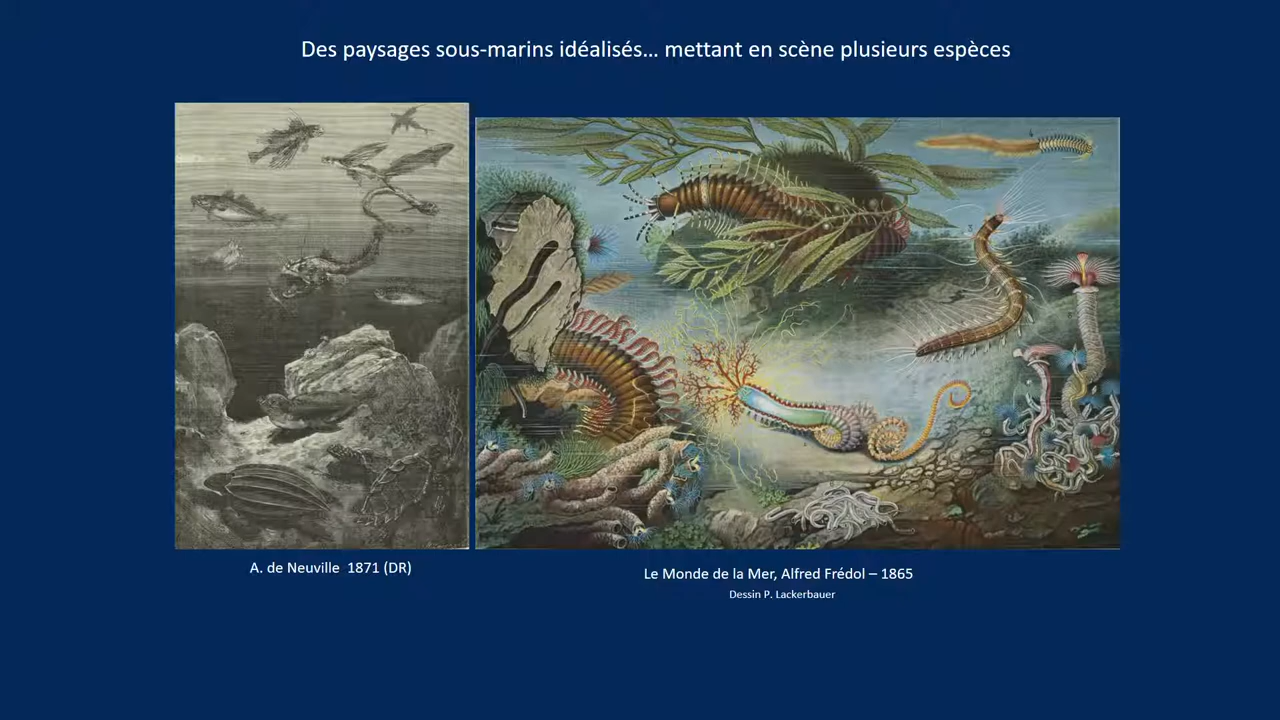 Des paysages sous-marins idéalisés... mettant en scène plusieurs espèces
A. de Neuville 1871 (DR)
Le Monde de la Mer, Alfred Frédol – 1865
Dessin P. Lackerbauer